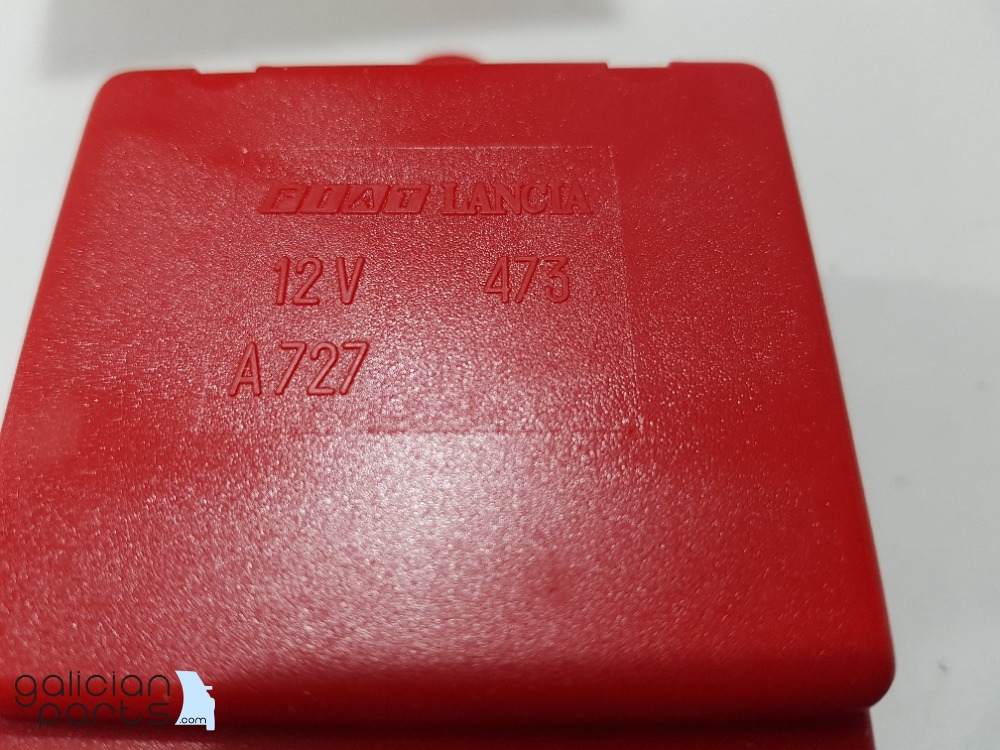 FIAT LANCIA
12V 473
A727
galician
parts.com